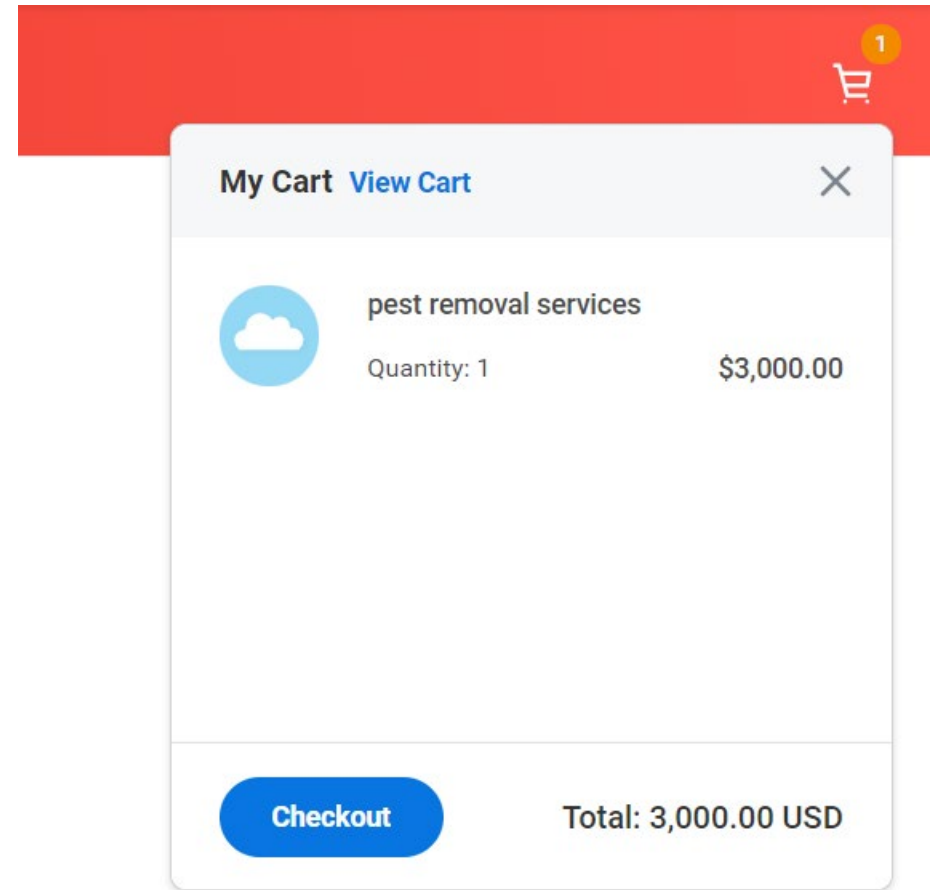 1
My Cart View Cart
pest removal services
Quantity: 1 $3,000.00
Checkout Total: 3,000.00 USD